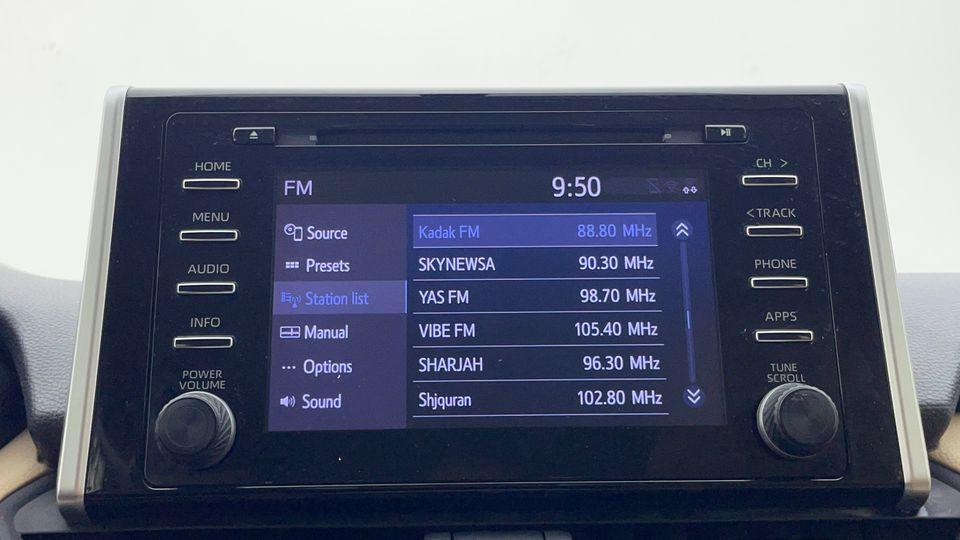 HOME
MENU
AUDIO
INFO
POWER
VOLUME
FM 9:50
Source
Presets
Station list
Manual
Options
Sound
Kadak FM 88.80 MHz
SKYNEWSA 90.30 MHz
YAS FM 98.70 MHz
VIBE FM 105.40 MHz
SHARJAH 96.30 MHz
Shjquran 102.80 MHz
CH >
< TRACK
PHONE
APPS
TUNE
SCROLL